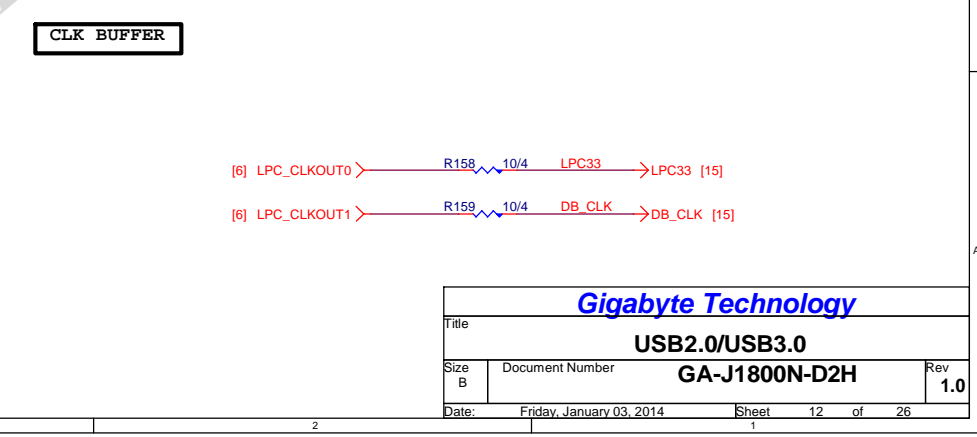 CLK BUFFER
[6] LPC_CLKOUT0 R158 10/4 LPC33 LPC33 [15]
[6] LPC_CLKOUT1 R159 10/4 DB_CLK DB_CLK [15]
A
Gigabyte Technology
Title
USB2.0/USB3.0
Size Document Number Rev
B GA-J1800N-D2H 1.0
Date: Friday, January 03, 2014 Sheet 12 of 26
2 1